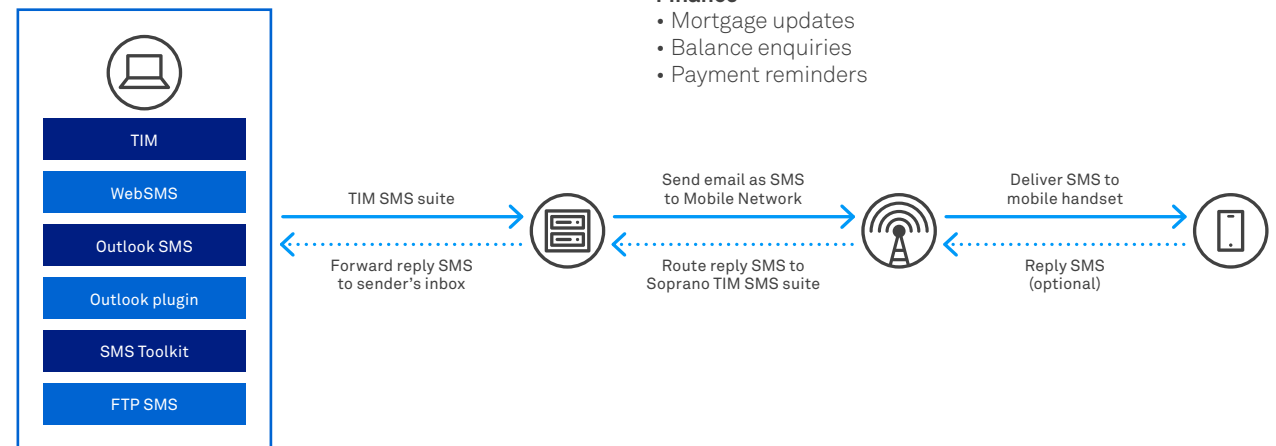 Finance
• Mortgage updates
• Balance enquiries
• Payment reminders
TIM
WebSMS
Outlook SMS
Outlook plugin
SMS Toolkit
FTP SMS
TIM SMS suite
Forward reply SMS
to sender's inbox
Send email as SMS
to Mobile Network
Route reply SMS to
Soprano TIM SMS suite
Deliver SMS to
mobile handset
Reply SMS
(optional)